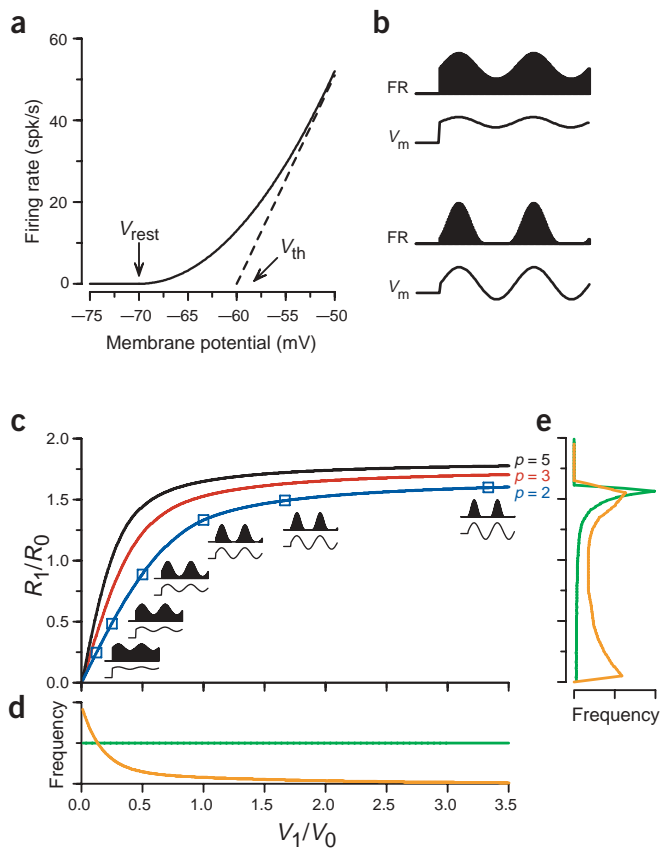 a
60
40
20
0
Firing rate (spk/s)
V_rest
V_th
—75 —70 —65 —60 —55 —50
Membrane potential (mV)
b
FR
V_m
FR
V_m
c
2.0
1.5
1.0
0.5
0.0
R_1/R_0
p = 5
p = 3
p = 2
e
Frequency
d
Frequency
0.0 0.5 1.0 1.5 2.0 2.5 3.0 3.5
V_1/V_0